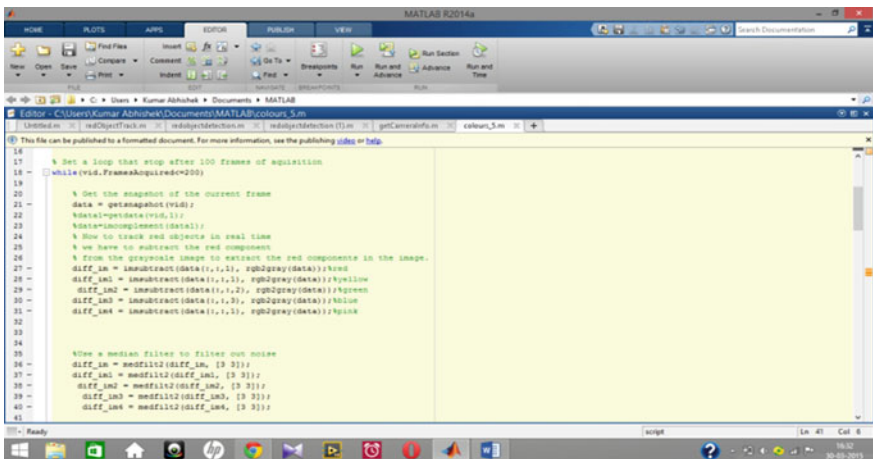 MATLAB R2014a
HOME PLOTS APPS EDITOR PUBLISH VIEW
Search Documentation
New Open Save Find Files Compare Print
Insert Comment Indent
Go To Find
Breakpoints Run Run and Advance Run Section Advance Run and Time
FILE EDIT NAVIGATE BREAKPOINTS RUN
C: Users Kumar Abhishek Documents MATLAB
Editor - C:\Users\Kumar Abhishek\Documents\MATLAB\colours_5.m
Untitled.m redObjectTrack.m redobjectdetection.m redobjectdetection (1).m getCameraInfo.m colours_5.m
This file can be published to a formatted document. For more information, see the publishing video or help.
16
17 % Set a loop that stop after 100 frames of aquisition
18 - while(vid.FramesAcquired<=200)
19
20 % Get the snapshot of the current frame
21 - data = getsnapshot(vid);
22 %data1=getdata(vid,1);
23 %data=imcomplement(data1);
24 % Now to track red objects in real time
25 % we have to subtract the red component
26 % from the grayscale image to extract the red components in the image.
27 - diff_im = imsubtract(data(:,:,1), rgb2gray(data));%red
28 - diff_im1 = imsubtract(data(:,:,1), rgb2gray(data));%yellow
29 - diff_im2 = imsubtract(data(:,:,2), rgb2gray(data));%green
30 - diff_im3 = imsubtract(data(:,:,3), rgb2gray(data));%blue
31 - diff_im4 = imsubtract(data(:,:,1), rgb2gray(data));%pink
32
33
34
35 %Use a median filter to filter out noise
36 - diff_im = medfilt2(diff_im, [3 3]);
37 - diff_im1 = medfilt2(diff_im1, [3 3]);
38 - diff_im2 = medfilt2(diff_im2, [3 3]);
39 - diff_im3 = medfilt2(diff_im3, [3 3]);
40 - diff_im4 = medfilt2(diff_im4, [3 3]);
41
Ready script Ln 41 Col 6
hp
16:32
30-03-2015